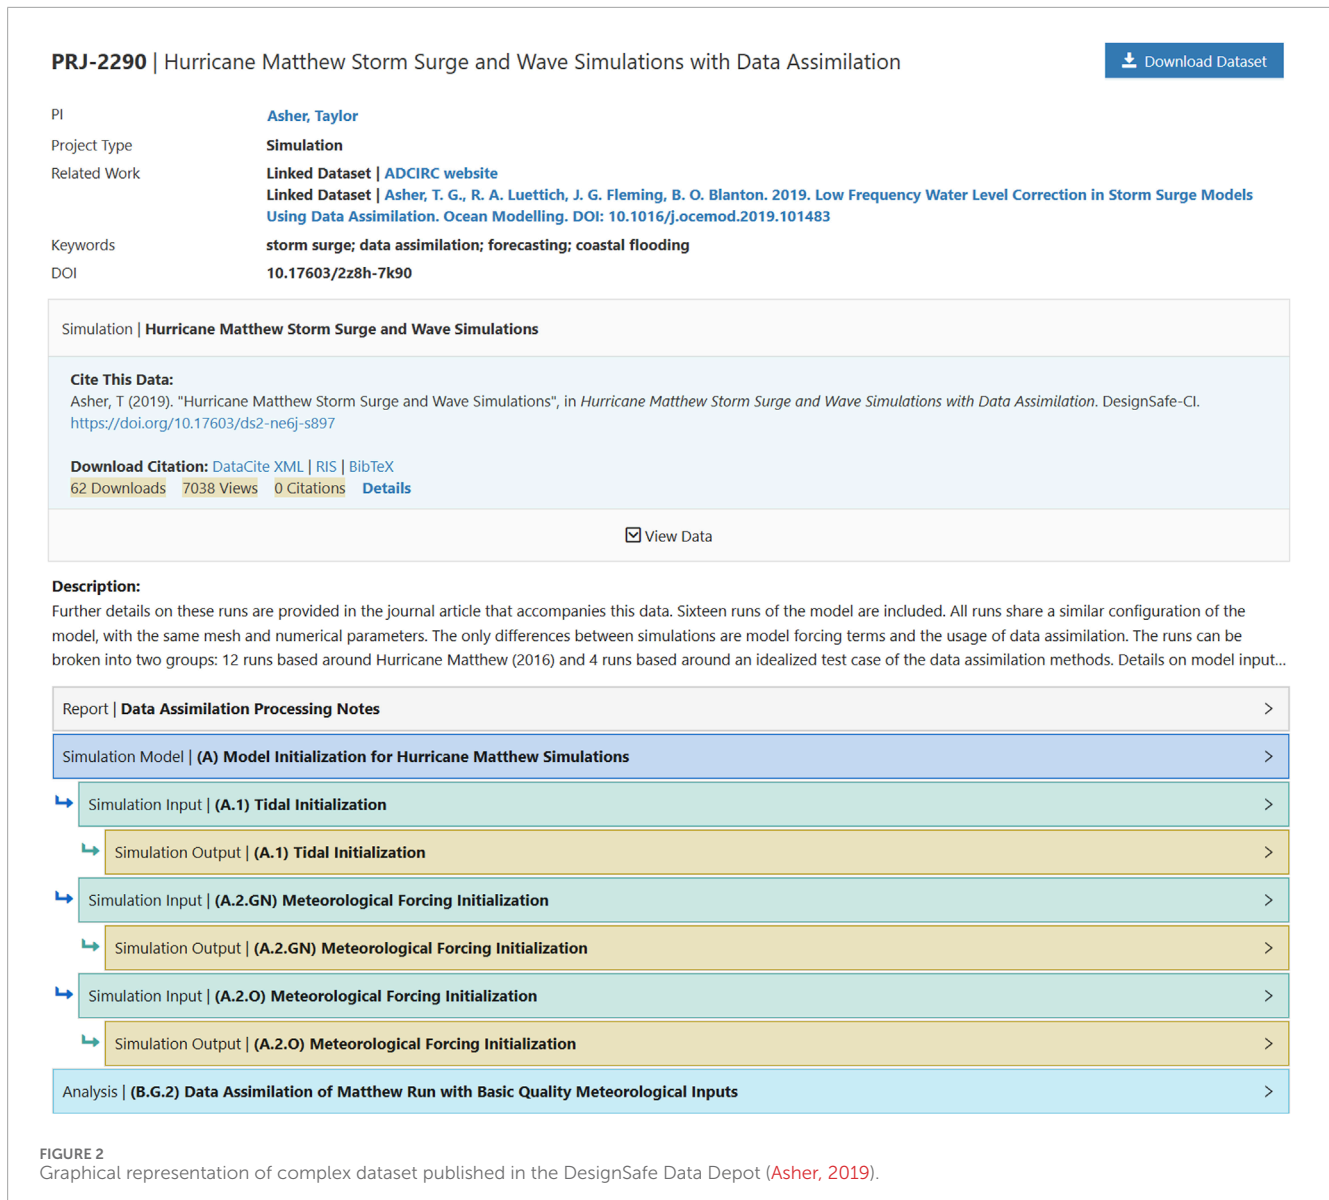 PRJ-2290 | Hurricane Matthew Storm Surge and Wave Simulations with Data Assimilation
Download Dataset
PI
Asher, Taylor
Project Type
Simulation
Related Work
Linked Dataset | ADCIRC website
Linked Dataset | Asher, T. G., R. A. Luettich, J. G. Fleming, B. O. Blanton. 2019. Low Frequency Water Level Correction in Storm Surge Models
Using Data Assimilation. Ocean Modelling. DOI: 10.1016/j.ocemod.2019.101483
Keywords
storm surge; data assimilation; forecasting; coastal flooding
DOI
10.17603/2z8h-7k90
Simulation | Hurricane Matthew Storm Surge and Wave Simulations
Cite This Data:
Asher, T (2019). "Hurricane Matthew Storm Surge and Wave Simulations", in Hurricane Matthew Storm Surge and Wave Simulations with Data Assimilation. DesignSafe-CI.
https://doi.org/10.17603/ds2-ne6j-s897
Download Citation: DataCite XML | RIS | BibTeX
62 Downloads 7038 Views 0 Citations Details
View Data
Description:
Further details on these runs are provided in the journal article that accompanies this data. Sixteen runs of the model are included. All runs share a similar configuration of the
model, with the same mesh and numerical parameters. The only differences between simulations are model forcing terms and the usage of data assimilation. The runs can be
broken into two groups: 12 runs based around Hurricane Matthew (2016) and 4 runs based around an idealized test case of the data assimilation methods. Details on model input...
Report | Data Assimilation Processing Notes
Simulation Model | (A) Model Initialization for Hurricane Matthew Simulations
Simulation Input | (A.1) Tidal Initialization
Simulation Output | (A.1) Tidal Initialization
Simulation Input | (A.2.GN) Meteorological Forcing Initialization
Simulation Output | (A.2.GN) Meteorological Forcing Initialization
Simulation Input | (A.2.O) Meteorological Forcing Initialization
Simulation Output | (A.2.O) Meteorological Forcing Initialization
Analysis | (B.G.2) Data Assimilation of Matthew Run with Basic Quality Meteorological Inputs
FIGURE 2
Graphical representation of complex dataset published in the DesignSafe Data Depot (Asher, 2019).